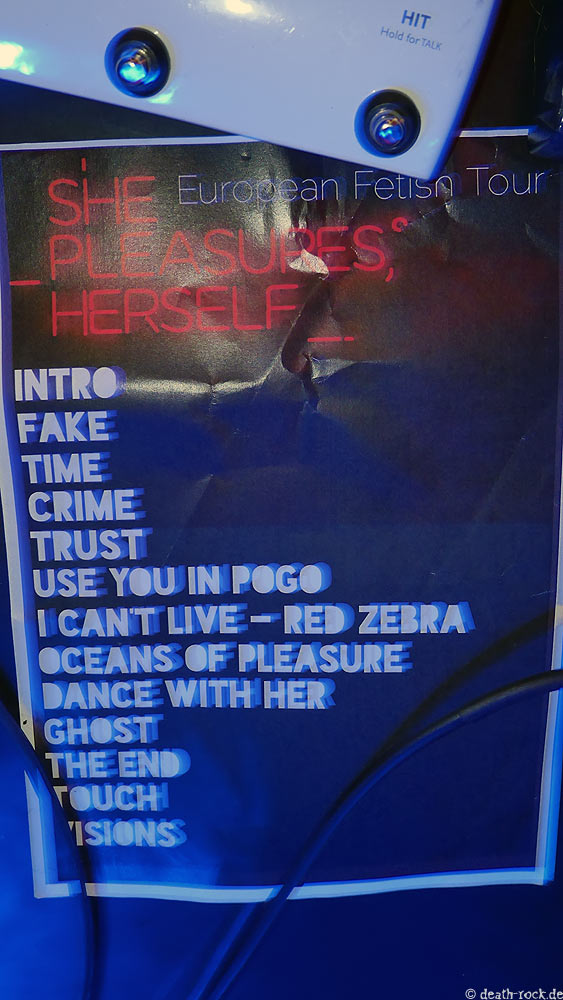 HIT
Hold for TALK
European Fetish Tour
SHE
PLEASURES,
HERSELF
INTRO
FAKE
TIME
CRIME
TRUST
USE YOU IN POGO
I CAN'T LIVE - RED ZEBRA
OCEANS OF PLEASURE
DANCE WITH HER
GHOST
THE END
TOUCH
VISIONS
© death-rock.de